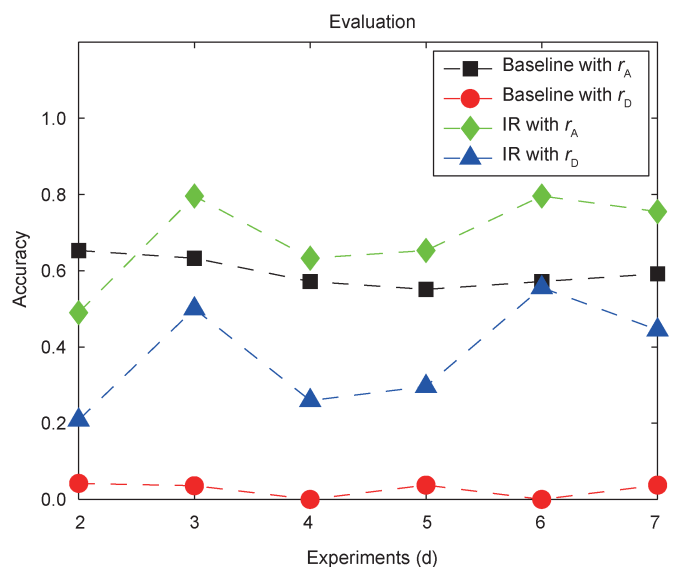 Evaluation
Baseline with rA
Baseline with rD
IR with rA
IR with rD
1.0
0.8
0.6
0.4
0.2
0.0
Accuracy
2 3 4 5 6 7
Experiments (d)